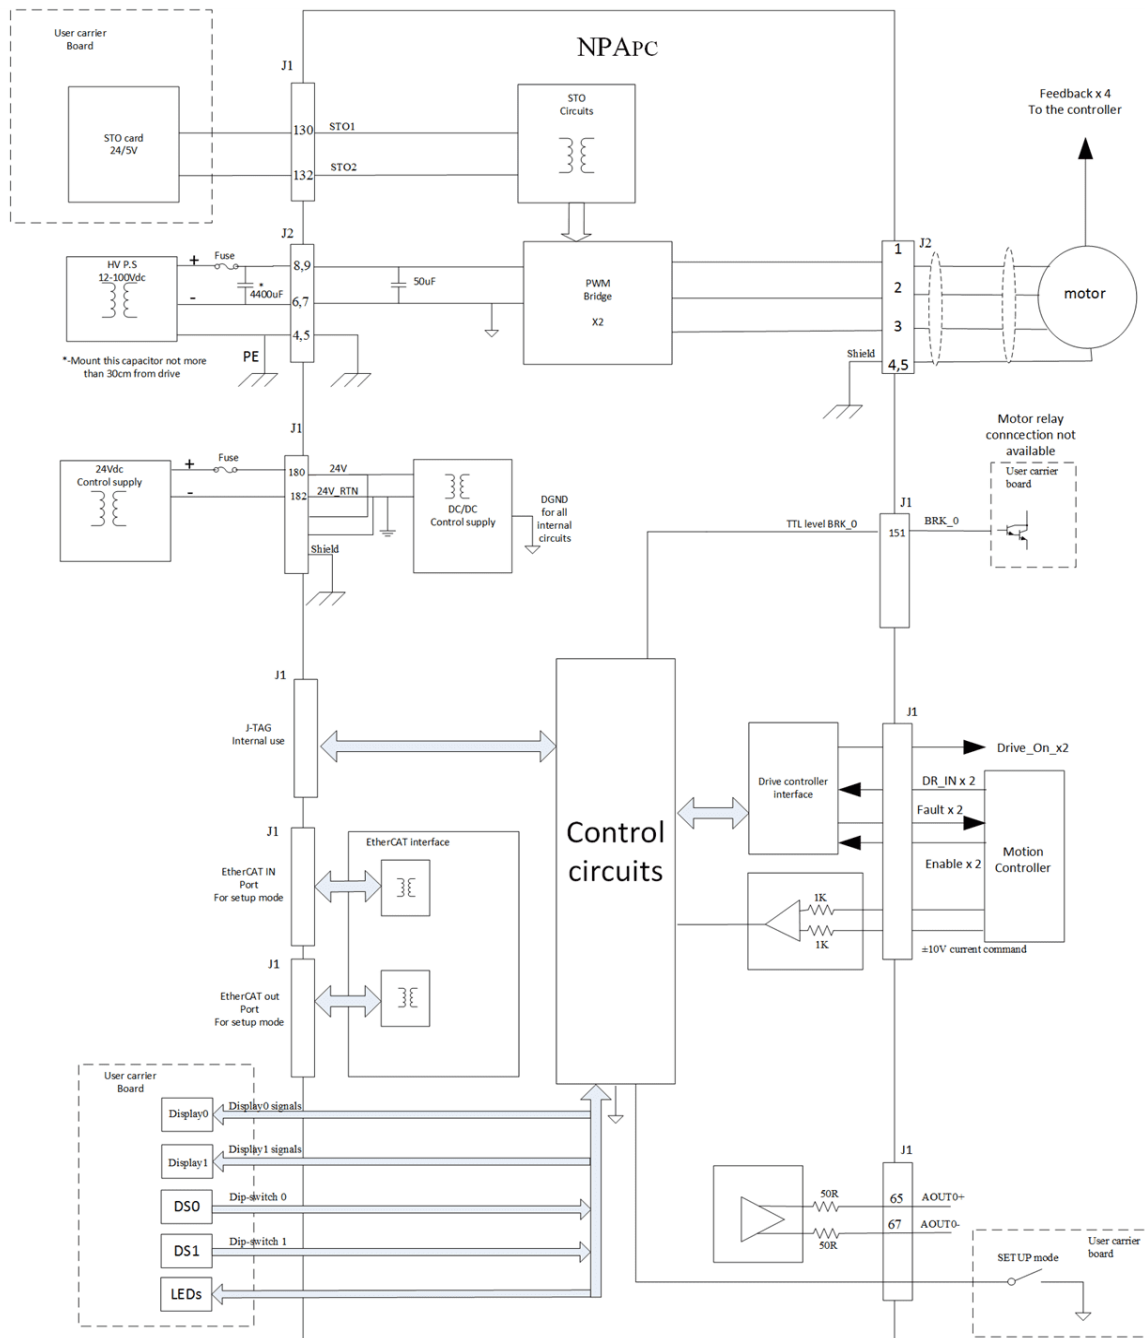 User carrier
Board
NPAPC
J1
STO
Circuits
Feedback x 4
To the controller
STO card
24/5V
130
STO1
132
STO2
J2
HV P.S
12-100Vdc
+
Fuse
-
*
4400uF
8,9
6,7
4,5
50uF
PWM
Bridge
X2
1
2
3
4,5
J2
motor
Shield
PE
*-Mount this capacitor not more
than 30cm from drive
J1
24Vdc
Control supply
+
Fuse
-
180
24V
182
24V_RTN
Shield
DC/DC
Control supply
DGND
for all
internal
circuits
Motor relay
conncection not
available
User carrier
board
J1
TTL level BRK_0
151
BRK_0
J1
J-TAG
Internal use
Control
circuits
J1
Drive controller
interface
Drive_On_x2
DR_IN x 2
Fault x 2
Enable x 2
Motion
Controller
1K
1K
±10V current command
J1
EtherCAT IN
Port
For setup mode
EtherCAT interface
J1
EtherCAT out
Port
For setup mode
User carrier
Board
Display0
Display0 signals
Display1
Display1 signals
DS0
Dip-switch 0
DS1
Dip-switch 1
LEDs
J1
50R
65
AOUT0+
67
AOUT0-
50R
SETUP mode
User carrier
board